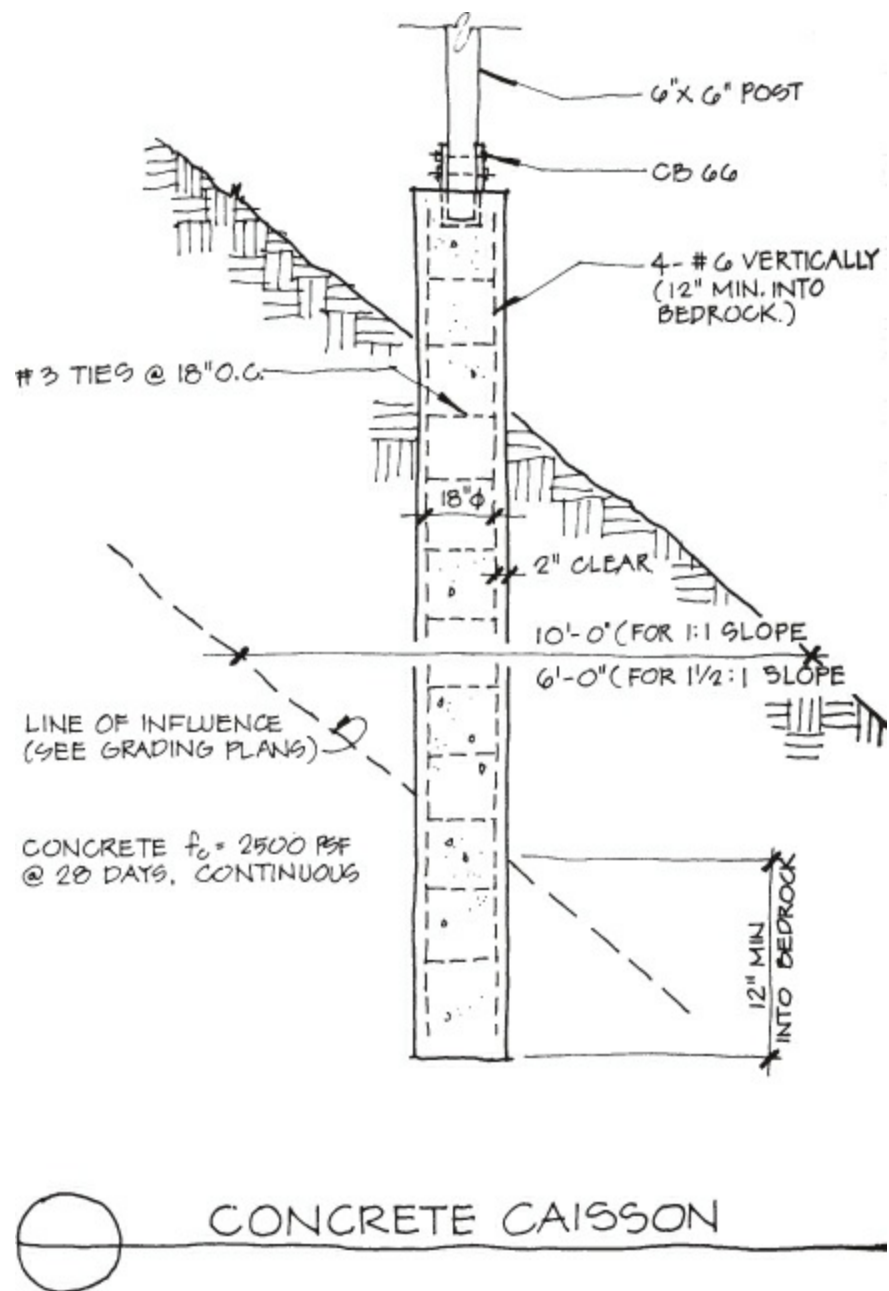 6" X 6" POST
CB 66
4- # 6 VERTICALLY
(12" MIN. INTO
BEDROCK.)
# 3 TIES @ 18" O.C.
18"ϕ
2" CLEAR
10'-0" (FOR 1:1 SLOPE
6'-0" (FOR 1 1/2:1 SLOPE
LINE OF INFLUENCE
(SEE GRADING PLANS)
CONCRETE fc = 2500 PSF
@ 28 DAYS, CONTINUOUS
12" MIN
INTO BEDROCK
CONCRETE CAISSON